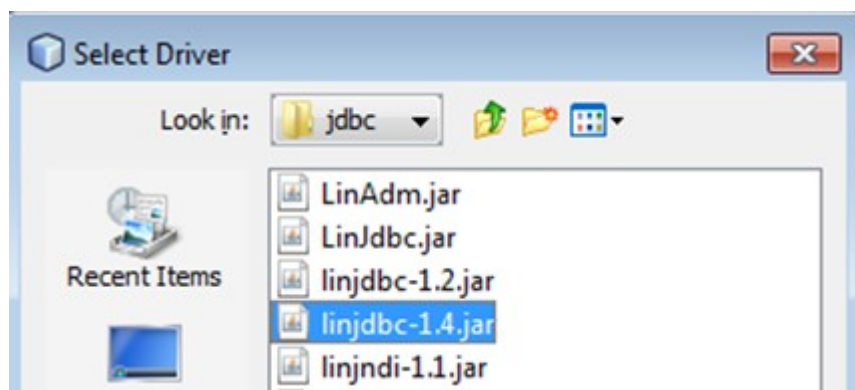 Select Driver
Look in: jdbc
LinAdm.jar
LinJdbc.jar
Recent Items
linjdbc-1.2.jar
linjdbc-1.4.jar
linjndi-1.1.jar